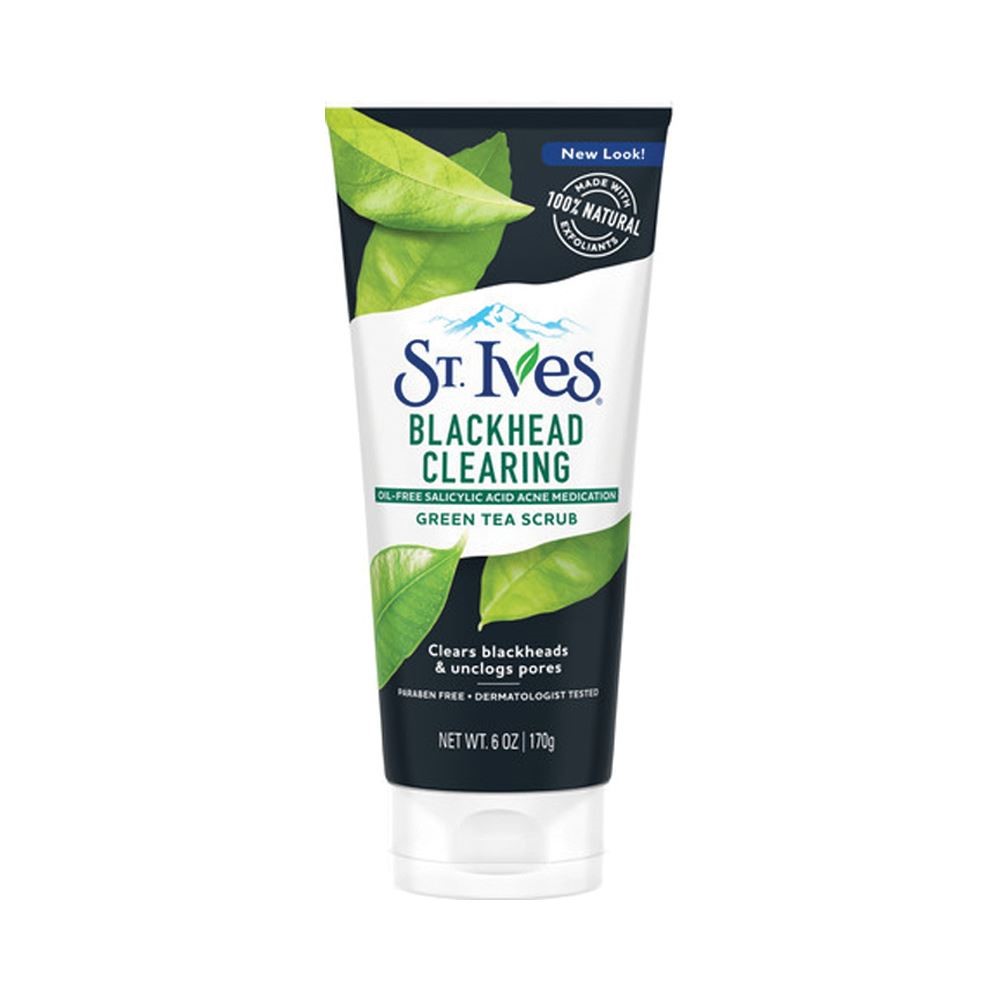 New Look!
MADE WITH
100% NATURAL
EXFOLIANTS
ST. IVES®
BLACKHEAD
CLEARING
OIL-FREE SALICYLIC ACID ACNE MEDICATION
GREEN TEA SCRUB
Clears blackheads
& unclogs pores
PARABEN FREE • DERMATOLOGIST TESTED
NET WT. 6 OZ | 170g